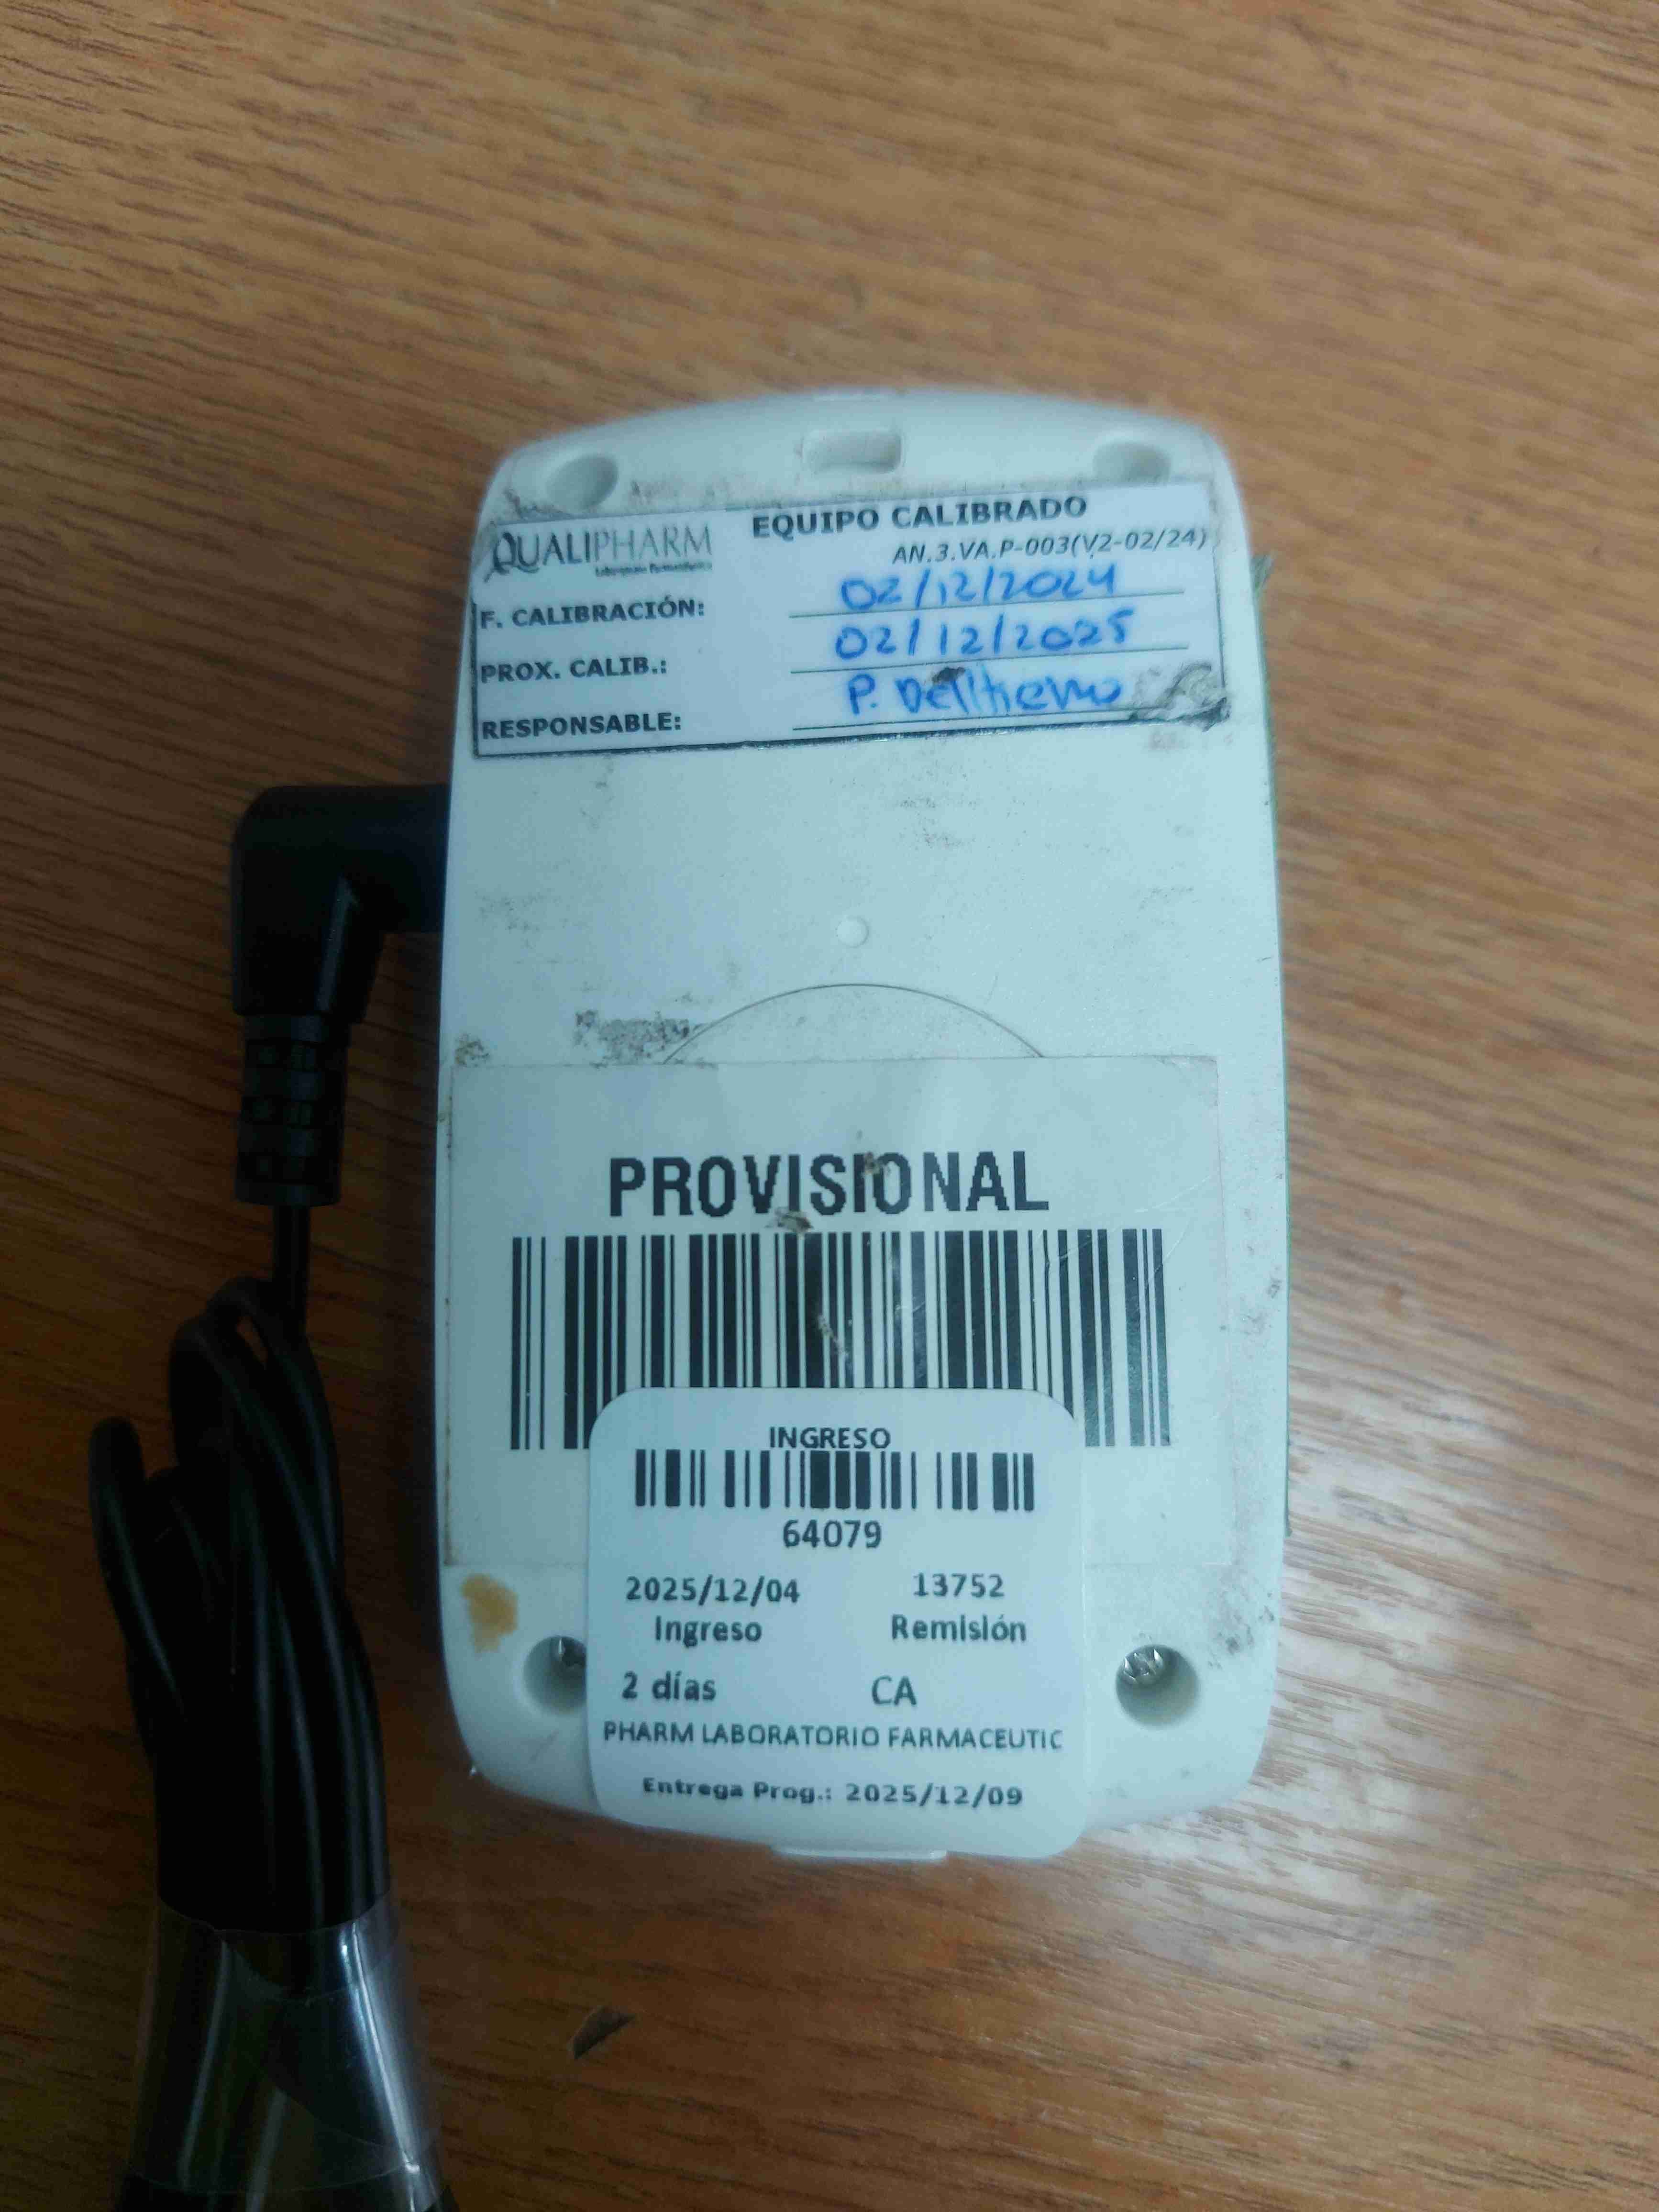 QUALIPHARM
EQUIPO CALIBRADO
AN.3.VA.P-003(V2-02/24)
F. CALIBRACIÓN: 02/12/2024
PROX. CALIB.: 02/12/2025
RESPONSABLE: P.
PROVISIONAL
INGRESO
64079
2025/12/04 13752
Ingreso Remisión
2 días CA
PHARM LABORATORIO FARMACEUTIC
Entrega Prog.: 2025/12/09